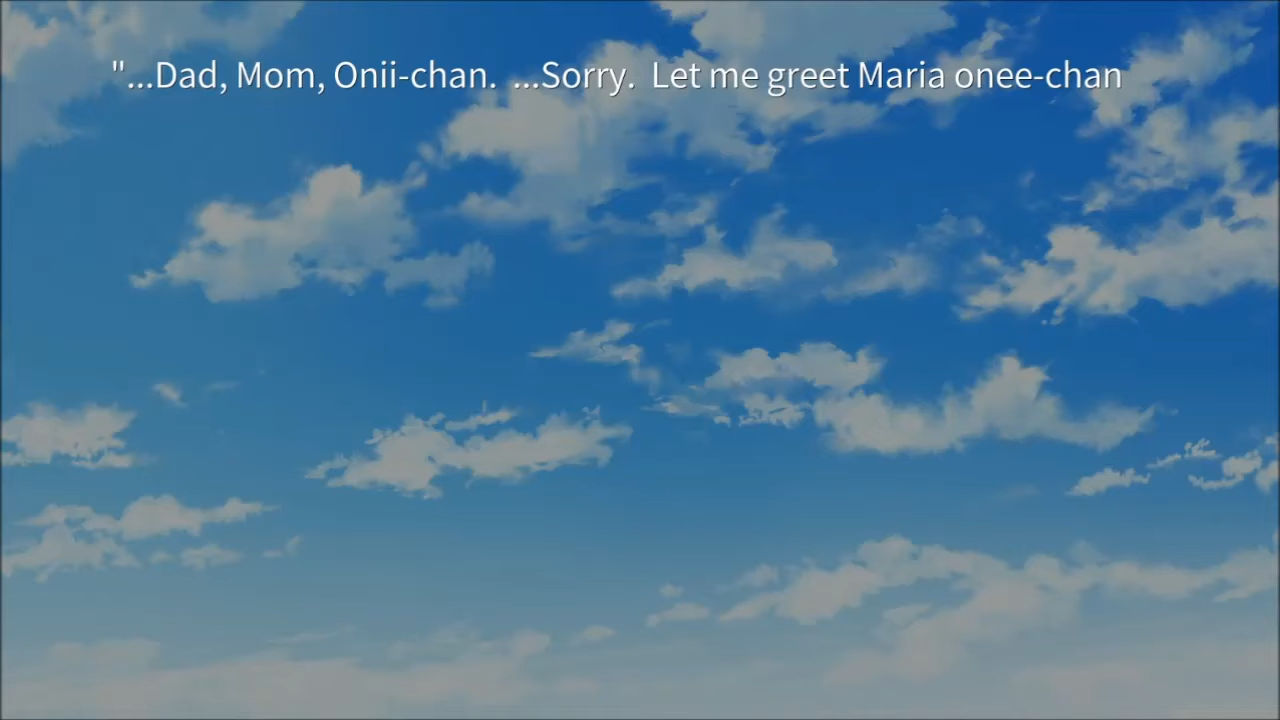 "...Dad, Mom, Onii-chan.  ...Sorry.  Let me greet Maria onee-chan